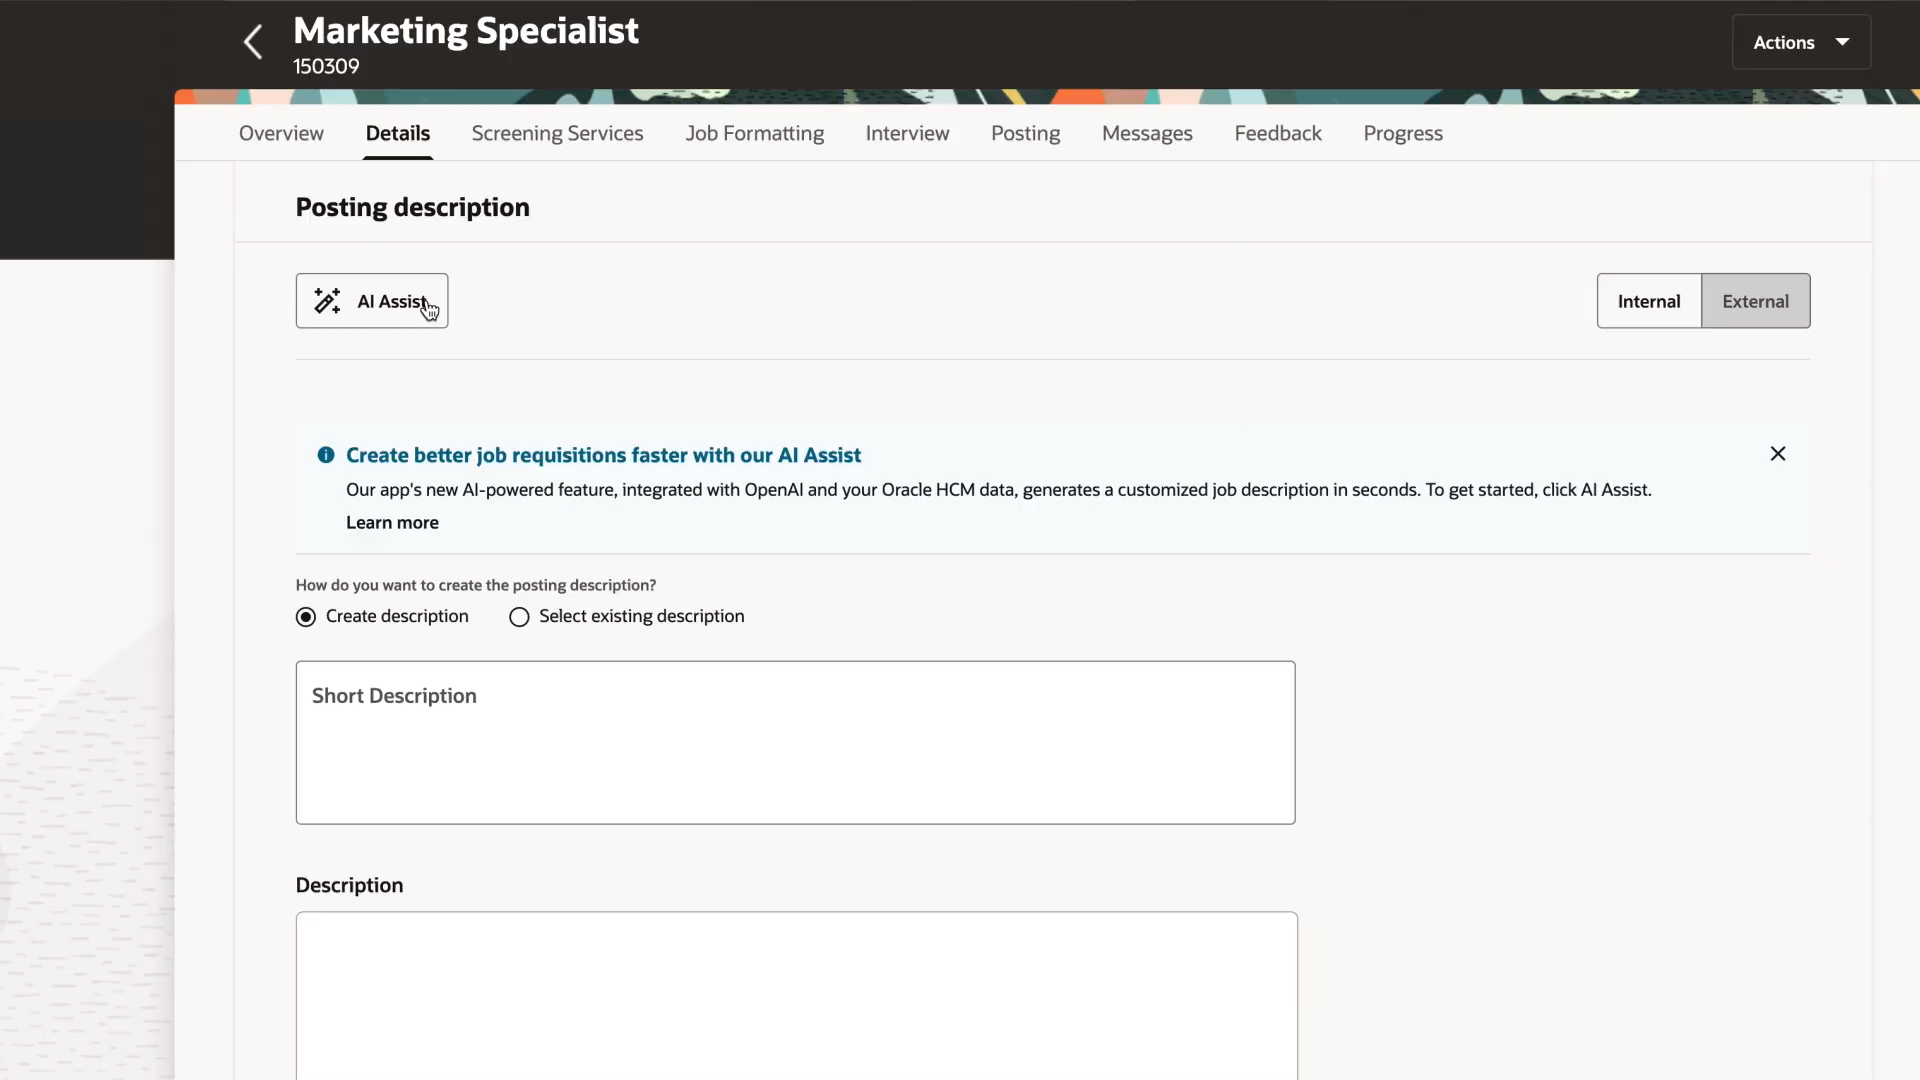 Marketing Specialist
150309
Actions
Overview Details Screening Services Job Formatting Interview Posting Messages Feedback Progress
Posting description
AI Assist
Internal External
Create better job requisitions faster with our AI Assist
Our app's new AI-powered feature, integrated with OpenAI and your Oracle HCM data, generates a customized job description in seconds. To get started, click AI Assist.
Learn more
How do you want to create the posting description?
Create description Select existing description
Short Description
Description